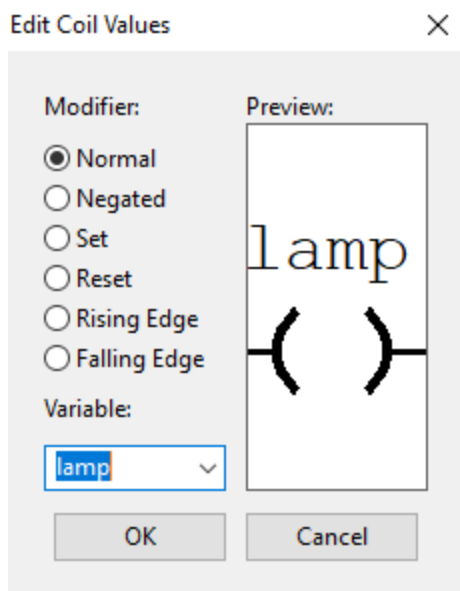 Edit Coil Values
Modifier:
Normal
Negated
Set
Reset
Rising Edge
Falling Edge
Variable:
lamp
Preview:
lamp
OK
Cancel